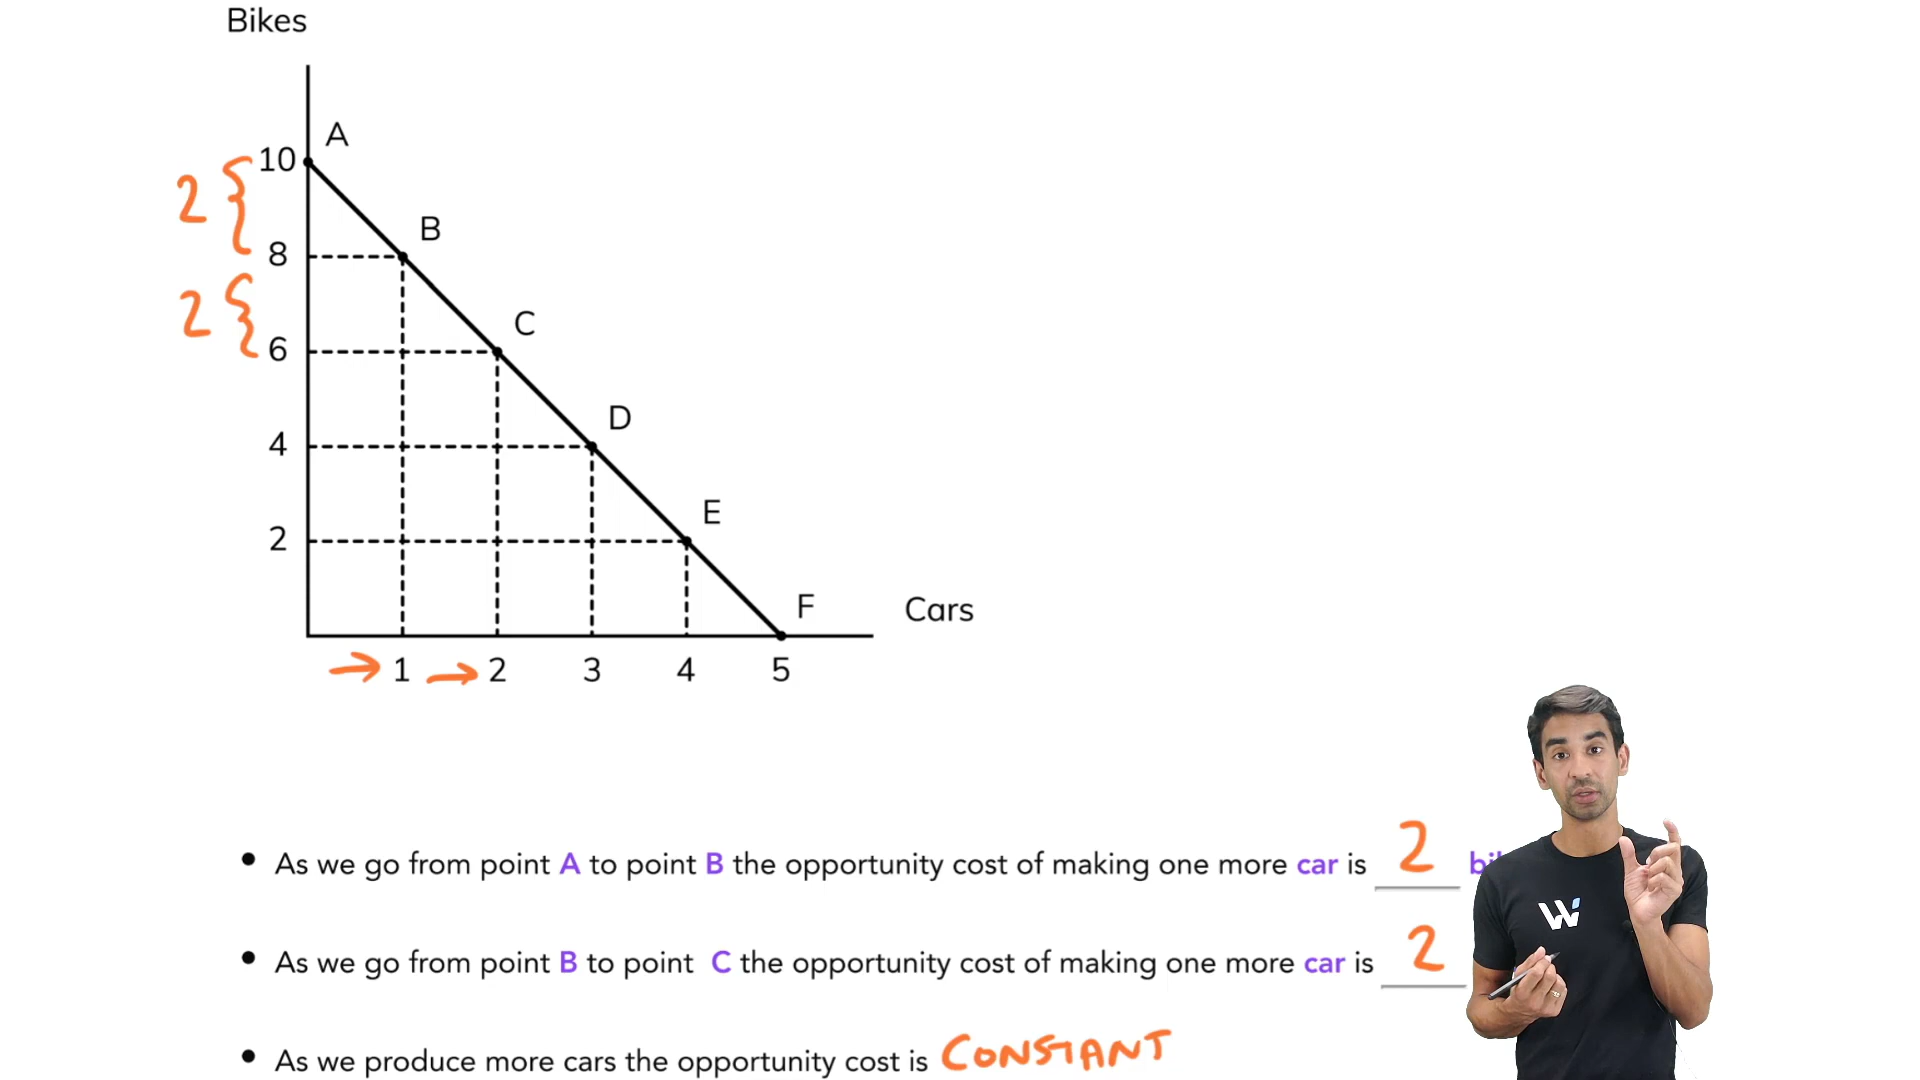 Bikes
A
2 { 10
B
8
2 {
C
6
D
4
E
2
F
Cars
→ 1 → 2 3 4 5
• As we go from point A to point B the opportunity cost of making one more car is 2
W
• As we go from point B to point C the opportunity cost of making one more car is 2
• As we produce more cars the opportunity cost is CONSTANT